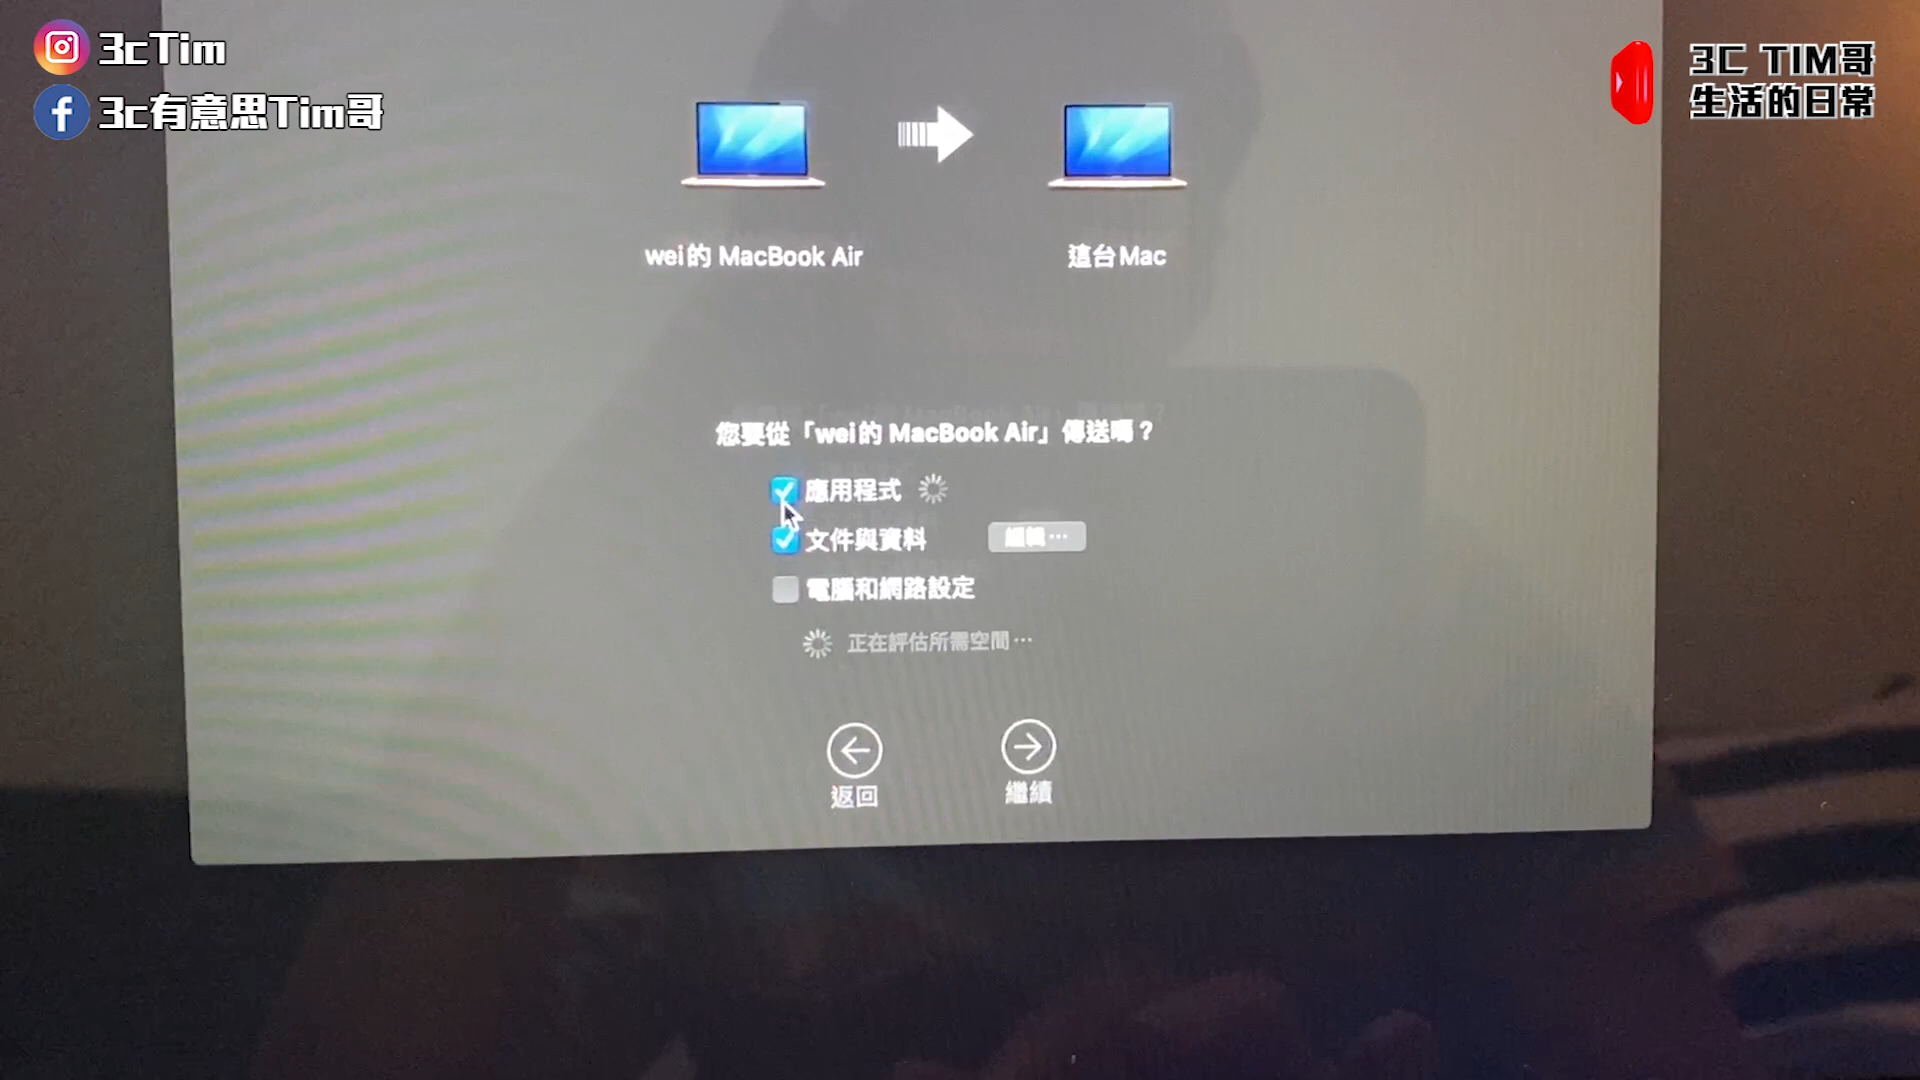 3cTim
3c有意思Tim哥
3C TIM哥
生活的日常
wei的 MacBook Air
這台Mac
您要從「wei的 MacBook Air」傳送嗎？
應用程式
文件與資料
編輯⋯
電腦和網路設定
正在評估所需空間⋯
返回
繼續